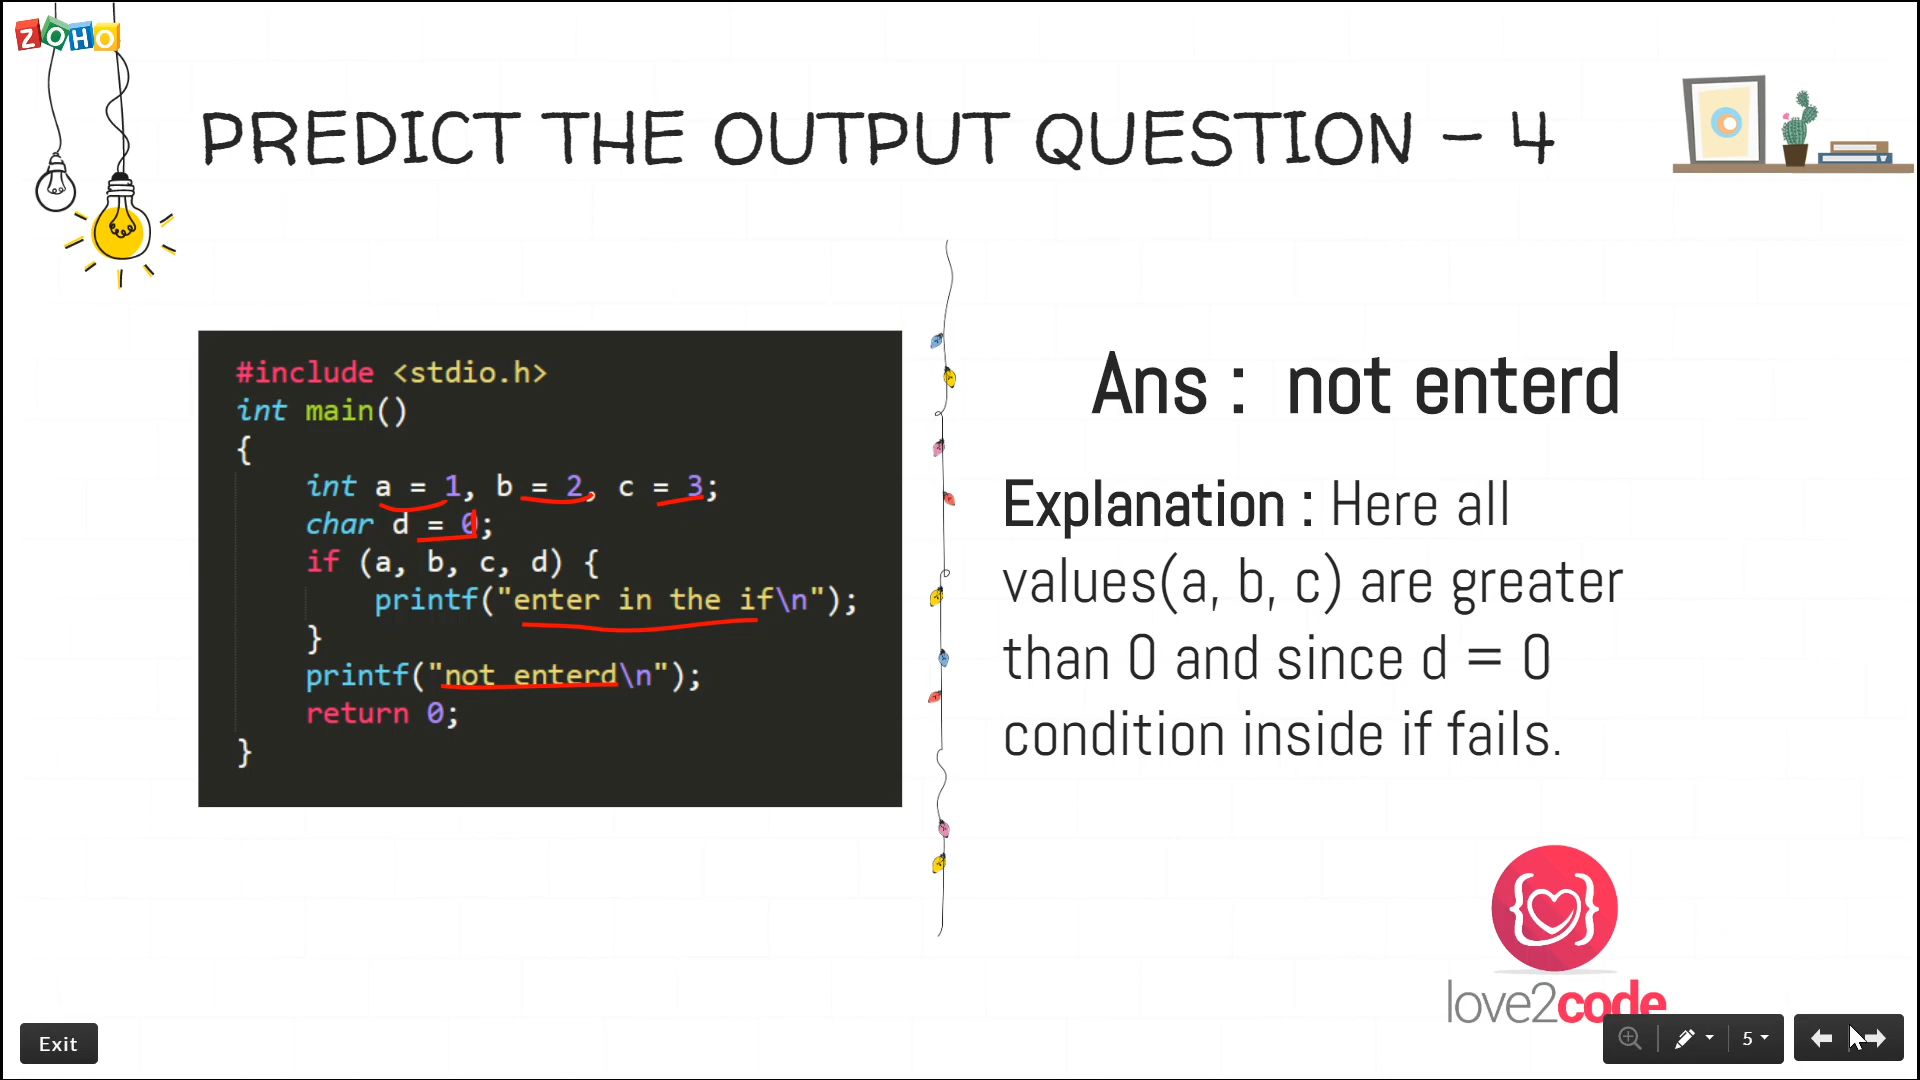 ZOHO
PREDICT THE OUTPUT QUESTION - 4
#include <stdio.h>
int main()
{
int a = 1, b = 2, c = 3;
char d = 0;
if (a, b, c, d) {
printf("enter in the if\n");
}
printf("not enterd\n");
return 0;
}
Ans : not enterd
Explanation : Here all
values(a, b, c) are greater
than 0 and since d = 0
condition inside if fails.
love2code
Exit
5